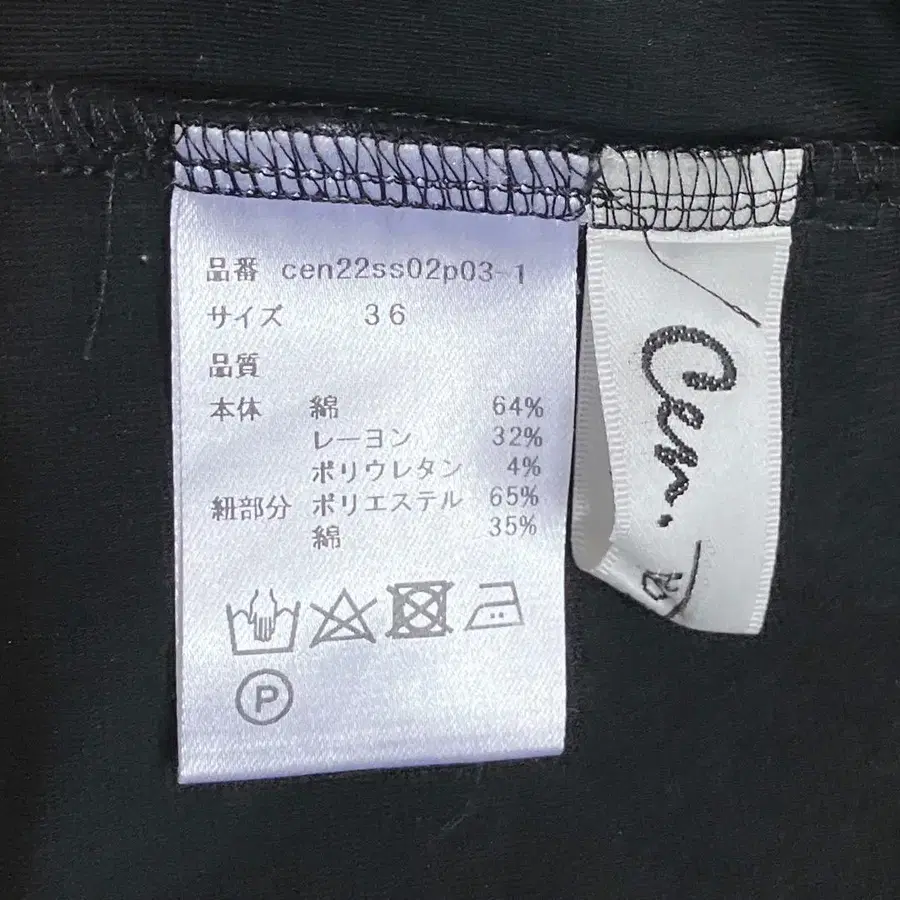 品番 cen22ss02p03-1
サイズ 36
品質
本体 綿 64%
レーヨン 32%
ポリウレタン 4%
紐部分 ポリエステル 65%
綿 35%
P
Cen.